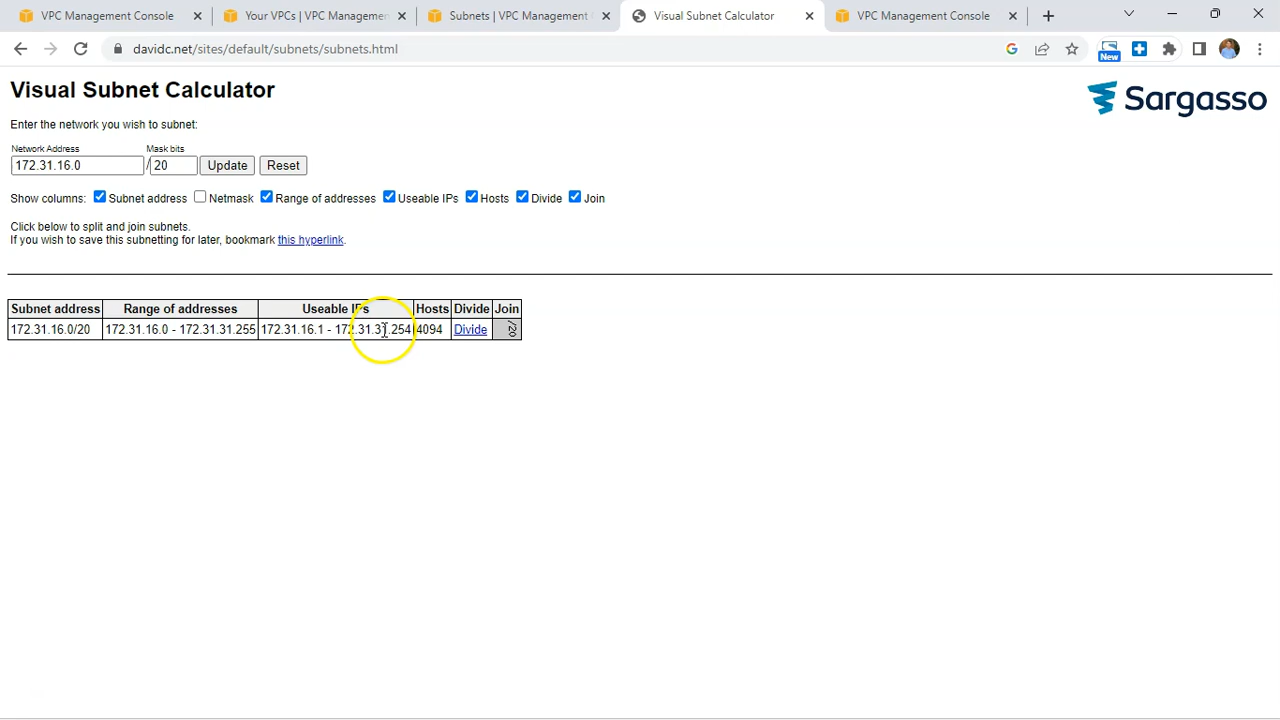 VPC Management Console
Your VPCs | VPC Managemen
Subnets | VPC Management
Visual Subnet Calculator
VPC Management Console
davidc.net/sites/default/subnets/subnets.html
New
Visual Subnet Calculator
Sargasso
Enter the network you wish to subnet:
Network Address Mask bits
172.31.16.0 / 20 Update Reset
Show columns: Subnet address Netmask Range of addresses Useable IPs Hosts Divide Join
Click below to split and join subnets.
If you wish to save this subnetting for later, bookmark this hyperlink.
Subnet address Range of addresses Useable IPs Hosts Divide Join
172.31.16.0/20 172.31.16.0 - 172.31.31.255 172.31.16.1 - 172.31.31.254 4094 Divide /20